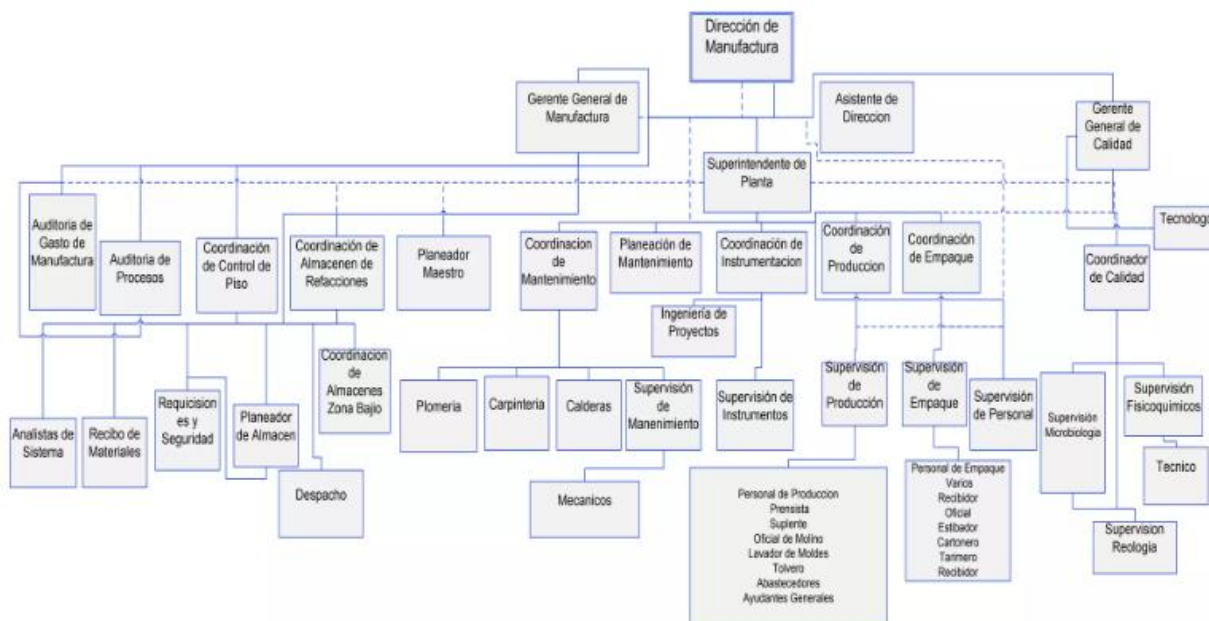 Dirección de
Manufactura
Gerente General de
Manufactura
Asistente de
Direccion
Gerente
General de
Calidad
Superintendente de
Planta
Auditoria de
Gasto de
Manufactura
Auditoria de
Procesos
Coordinación
de Control de
Piso
Coordinación de
Almacenen de
Refacciones
Planeador
Maestro
Coordinacion
de
Mantenimiento
Planeación de
Mantenimiento
Coordinación de
Instrumentacion
Coordinación
de
Produccion
Coordinación
de Empaque
Tecnologo
Coordinador
de Calidad
Ingeniería de
Proyectos
Analistas de
Sistema
Recibo de
Materiales
Requicision
es y
Seguridad
Planeador
de Almacen
Despacho
Coordinacion
de
Almacenes
Zona Bajio
Plomeria
Carpinteria
Calderas
Supervisión
de
Manenimiento
Supervisión de
Instrumentos
Supervisión
de
Producción
Supervisión
de
Empaque
Supervisión
de Personal
Supervisión
Microbiologia
Supervisión
Fisicoquímicos
Mecanicos
Personal de Produccion
Prensista
Suplente
Oficial de Molino
Lavador de Moldes
Tolvero
Abastecedores
Ayudantes Generales
Personal de Empaque
Varios
Recibidor
Oficial
Estibador
Cartonero
Tarimero
Recibidor
Tecnico
Supervision
Reologia